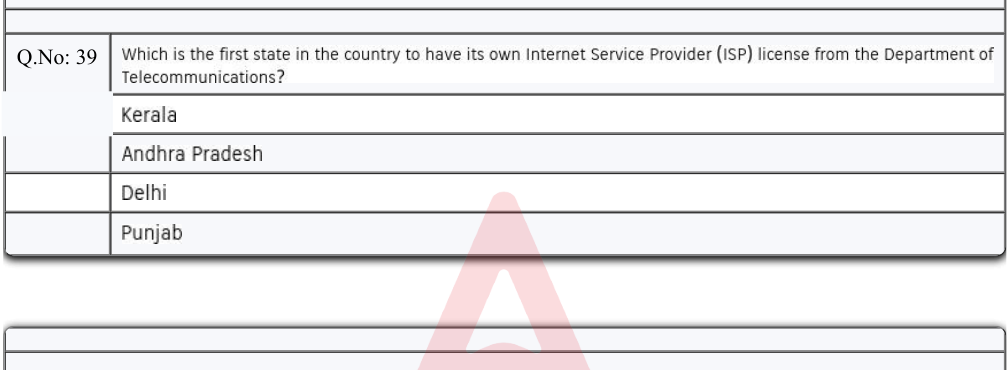 Q.No: 39
Which is the first state in the country to have its own Internet Service Provider (ISP) license from the Department of
Telecommunications?
Kerala
Andhra Pradesh
Delhi
Punjab